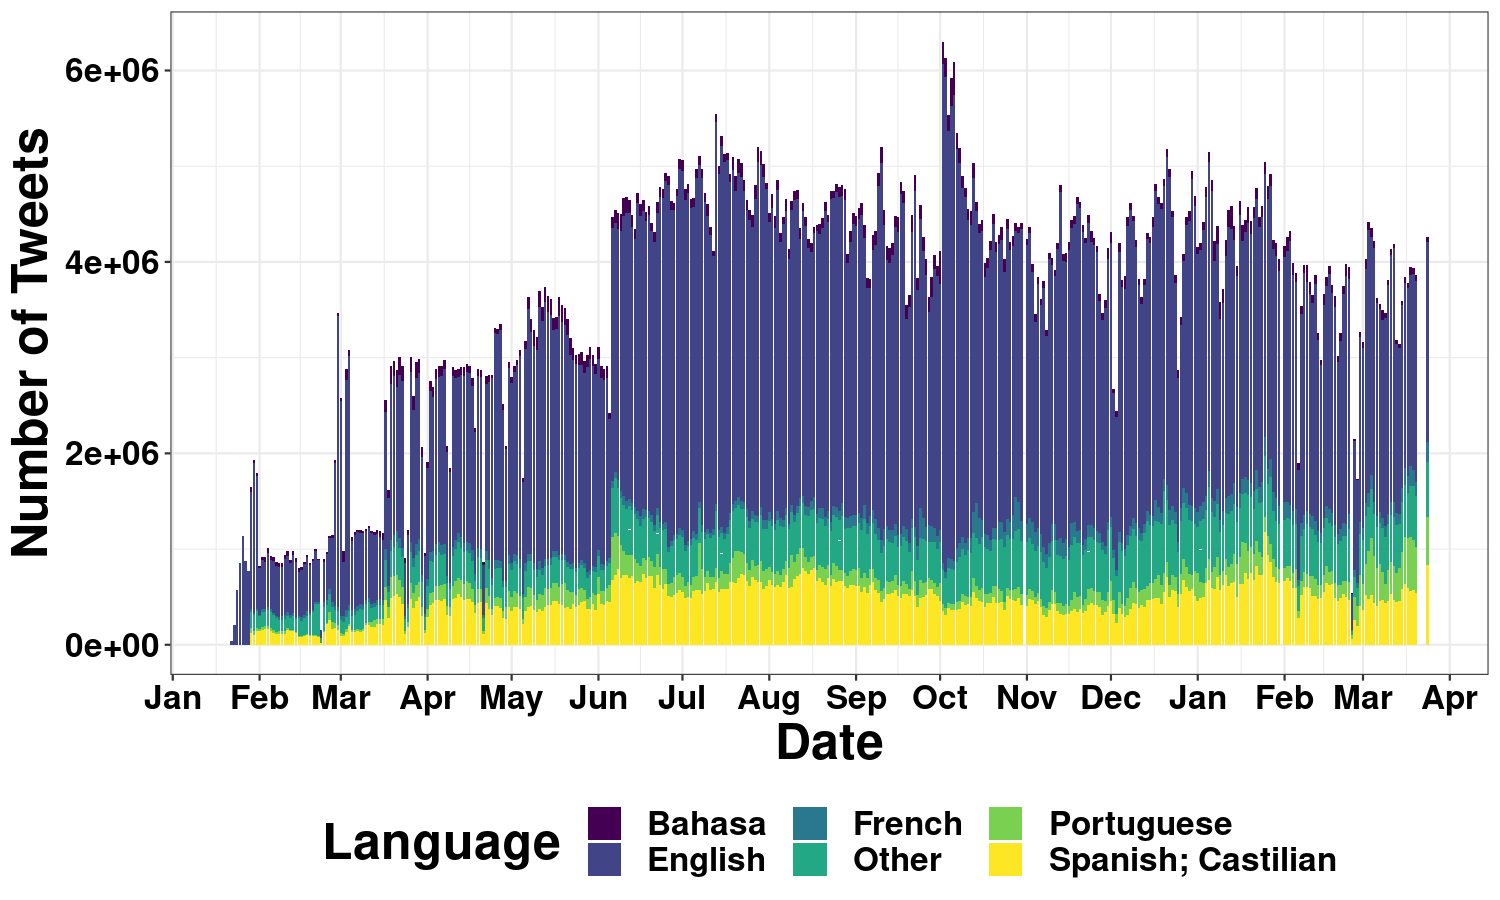 Number of Tweets
6e+06
4e+06
2e+06
0e+00
Jan Feb Mar Apr May Jun Jul Aug Sep Oct Nov Dec Jan Feb Mar Apr
Date
Language
Bahasa French Portuguese
English Other Spanish; Castilian